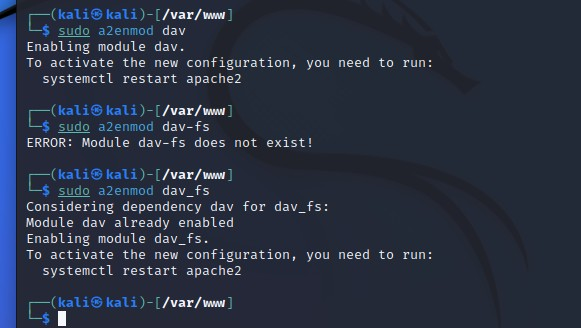 ┌──(kali㉿kali)-[/var/www]
└─$ sudo a2enmod dav
Enabling module dav.
To activate the new configuration, you need to run:
  systemctl restart apache2
┌──(kali㉿kali)-[/var/www]
└─$ sudo a2enmod dav-fs
ERROR: Module dav-fs does not exist!
┌──(kali㉿kali)-[/var/www]
└─$ sudo a2enmod dav_fs
Considering dependency dav for dav_fs:
Module dav already enabled
Enabling module dav_fs.
To activate the new configuration, you need to run:
  systemctl restart apache2
┌──(kali㉿kali)-[/var/www]
└─$